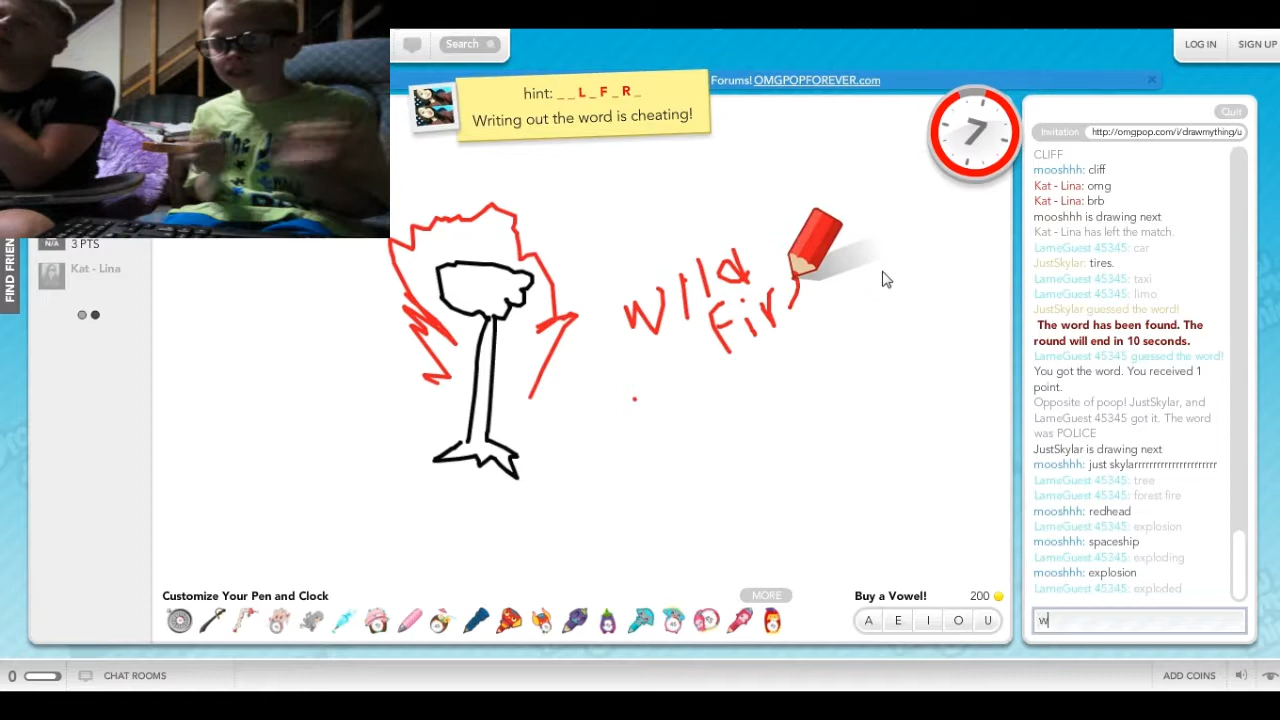 Search
LOG IN
SIGN UP
Forums! OMGPOPFOREVER.com
hint: _ _ L _ F _ R _
Writing out the word is cheating!
7
Quit
Invitation http://omgpop.com/i/drawmything/u
CLIFF
mooshhh: cliff
Kat - Lina: omg
Kat - Lina: brb
mooshhh is drawing next
Kat - Lina has left the match.
LameGuest 45345: car
JustSkylar: tires.
LameGuest 45345: taxi
LameGuest 45345: limo
JustSkylar guessed the word!
The word has been found. The
round will end in 10 seconds.
LameGuest 45345 guessed the word!
You got the word. You received 1
point.
Opposite of poop! JustSkylar, and
LameGuest 45345 got it. The word
was POLICE
JustSkylar is drawing next
mooshhh: just skylarrrrrrrrrrrrrrrrrrrrr
LameGuest 45345: tree
LameGuest 45345: forest fire
mooshhh: redhead
LameGuest 45345: explosion
mooshhh: spaceship
LameGuest 45345: exploding
mooshhh: explosion
LameGuest 45345: exploded
w
FIND FRIEN
N/A 3 PTS
Kat - Lina
wild
Fir
Customize Your Pen and Clock
MORE
Buy a Vowel! 200
A E I O U
0
CHAT ROOMS
ADD COINS